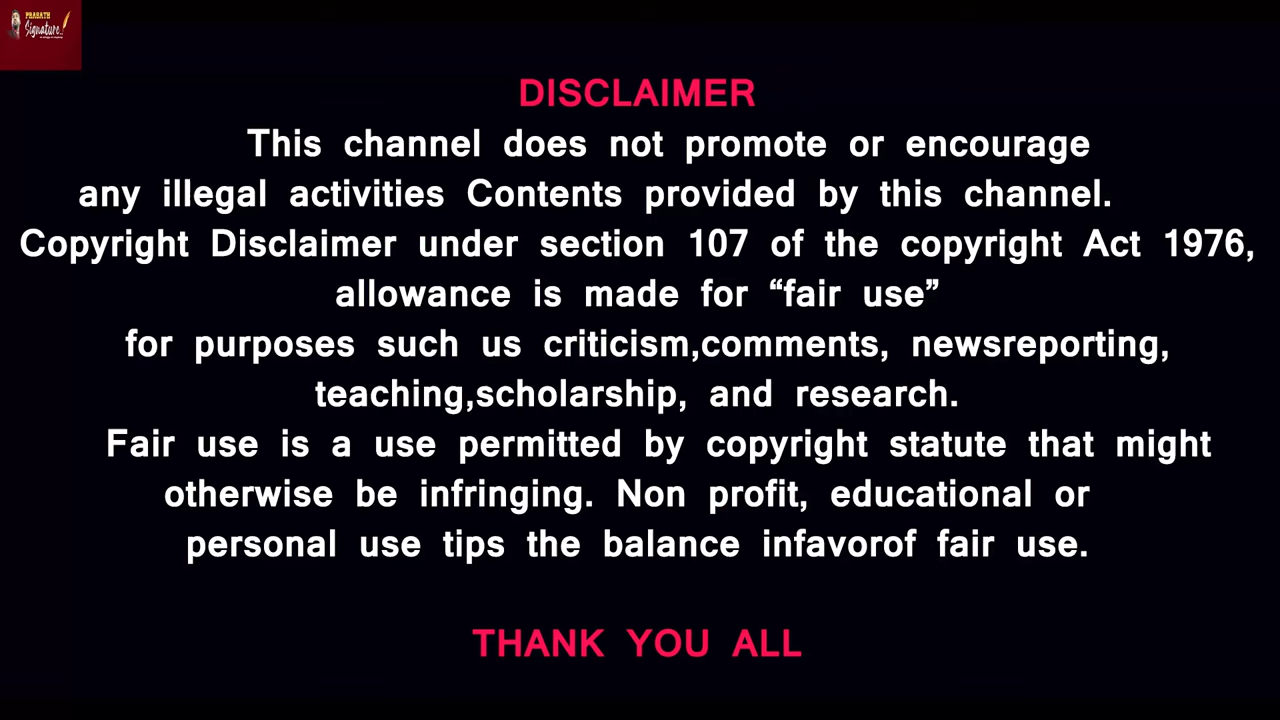 PRASATH
Signature..!
DISCLAIMER
This channel does not promote or encourage
any illegal activities Contents provided by this channel.
Copyright Disclaimer under section 107 of the copyright Act 1976,
allowance is made for “fair use”
for purposes such us criticism,comments, newsreporting,
teaching,scholarship, and research.
Fair use is a use permitted by copyright statute that might
otherwise be infringing. Non profit, educational or
personal use tips the balance infavorof fair use.
THANK YOU ALL